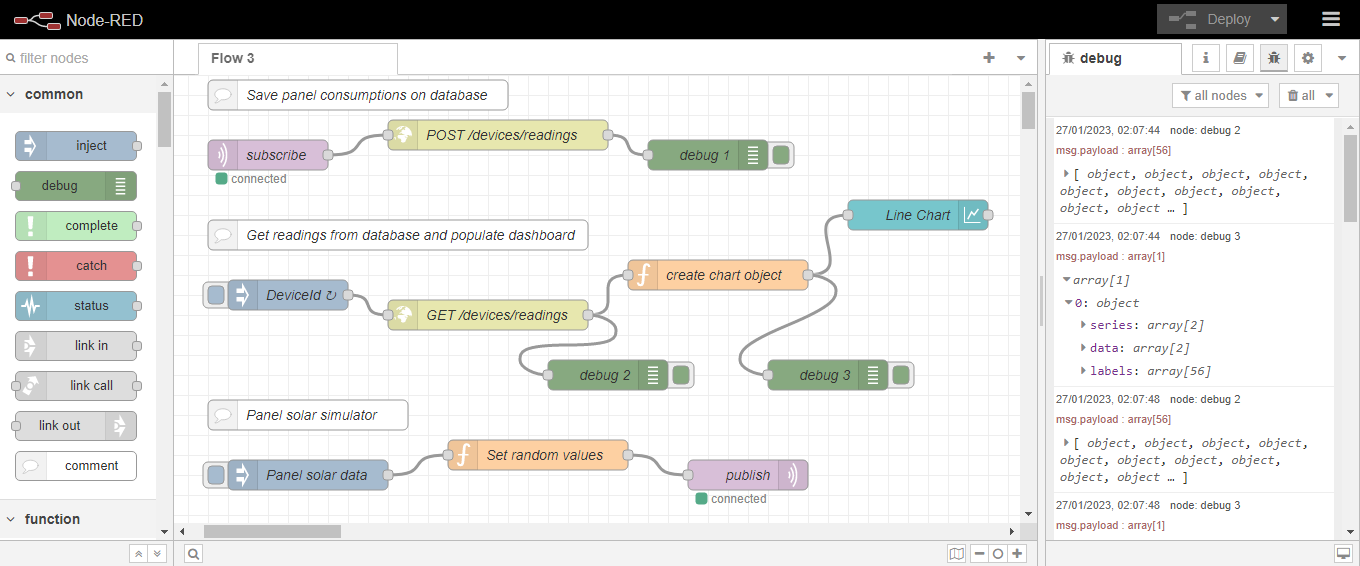 Node-RED
Deploy
filter nodes
common
inject
debug
complete
catch
status
link in
link call
link out
comment
function
Flow 3
Save panel consumptions on database
subscribe
connected
POST /devices/readings
debug 1
Get readings from database and populate dashboard
DeviceId ↻
GET /devices/readings
create chart object
Line Chart
debug 2
debug 3
Panel solar simulator
Panel solar data
Set random values
publish
connected
debug
i
all nodes
all
27/01/2023, 02:07:44 node: debug 2
msg.payload : array[56]
[ object, object, object, object,
object, object, object, object,
object, object … ]
27/01/2023, 02:07:44 node: debug 3
msg.payload : array[1]
array[1]
0: object
series: array[2]
data: array[2]
labels: array[56]
27/01/2023, 02:07:48 node: debug 2
msg.payload : array[56]
[ object, object, object, object,
object, object, object, object,
object, object … ]
27/01/2023, 02:07:48 node: debug 3
msg.payload : array[1]